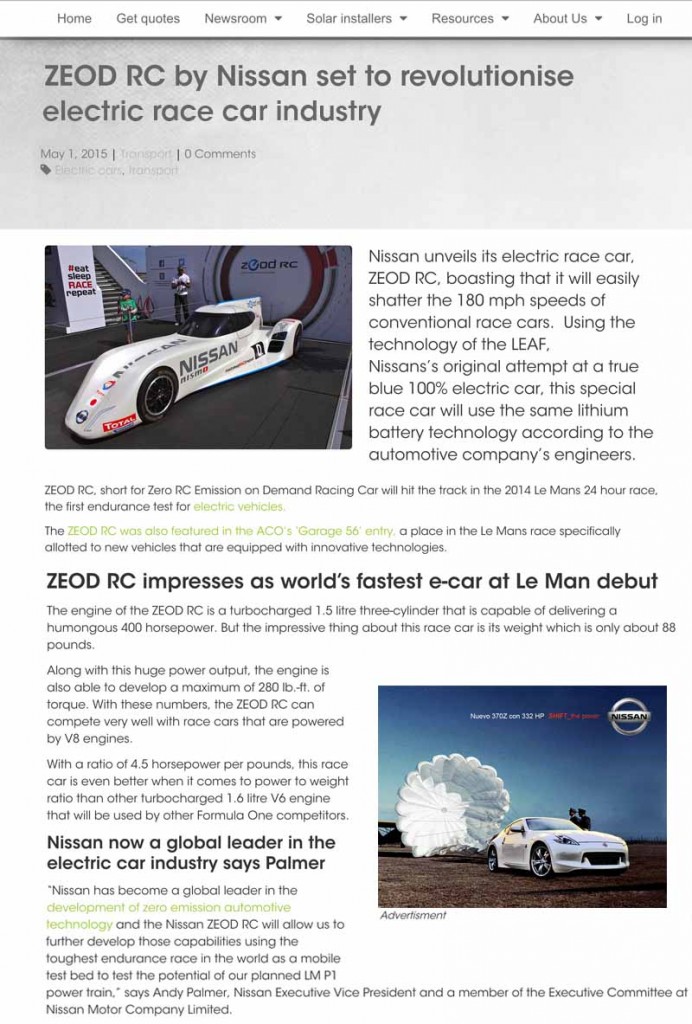 Home Get quotes Newsroom Solar installers Resources About Us Log in
ZEOD RC by Nissan set to revolutionise
electric race car industry
May 1, 2015 | Transport | 0 Comments
Electric cars, transport
#eat
sleep
RACE
repeat
zeod RC
NISSAN
NISSAN
nismo
TOTAL
Nissan unveils its electric race car,
ZEOD RC, boasting that it will easily
shatter the 180 mph speeds of
conventional race cars. Using the
technology of the LEAF,
Nissans's original attempt at a true
blue 100% electric car, this special
race car will use the same lithium
battery technology according to the
automotive company's engineers.
ZEOD RC, short for Zero RC Emission on Demand Racing Car will hit the track in the 2014 Le Mans 24 hour race,
the first endurance test for electric vehicles.
The ZEOD RC was also featured in the ACO's 'Garage 56' entry, a place in the Le Mans race specifically
allotted to new vehicles that are equipped with innovative technologies.
ZEOD RC impresses as world's fastest e-car at Le Man debut
The engine of the ZEOD RC is a turbocharged 1.5 litre three-cylinder that is capable of delivering a
humongous 400 horsepower. But the impressive thing about this race car is its weight which is only about 88
pounds.
Along with this huge power output, the engine is
also able to develop a maximum of 280 lb.-ft. of
torque. With these numbers, the ZEOD RC can
compete very well with race cars that are powered
by V8 engines.
With a ratio of 4.5 horsepower per pounds, this race
car is even better when it comes to power to weight
ratio than other turbocharged 1.6 litre V6 engine
that will be used by other Formula One competitors.
Nuevo 370Z con 332 HP SHIFT_the power
NISSAN
Advertisment
Nissan now a global leader in the
electric car industry says Palmer
"Nissan has become a global leader in the
development of zero emission automotive
technology and the Nissan ZEOD RC will allow us to
further develop those capabilities using the
toughest endurance race in the world as a mobile
test bed to test the potential of our planned LM P1
power train," says Andy Palmer, Nissan Executive Vice President and a member of the Executive Committee at
Nissan Motor Company Limited.